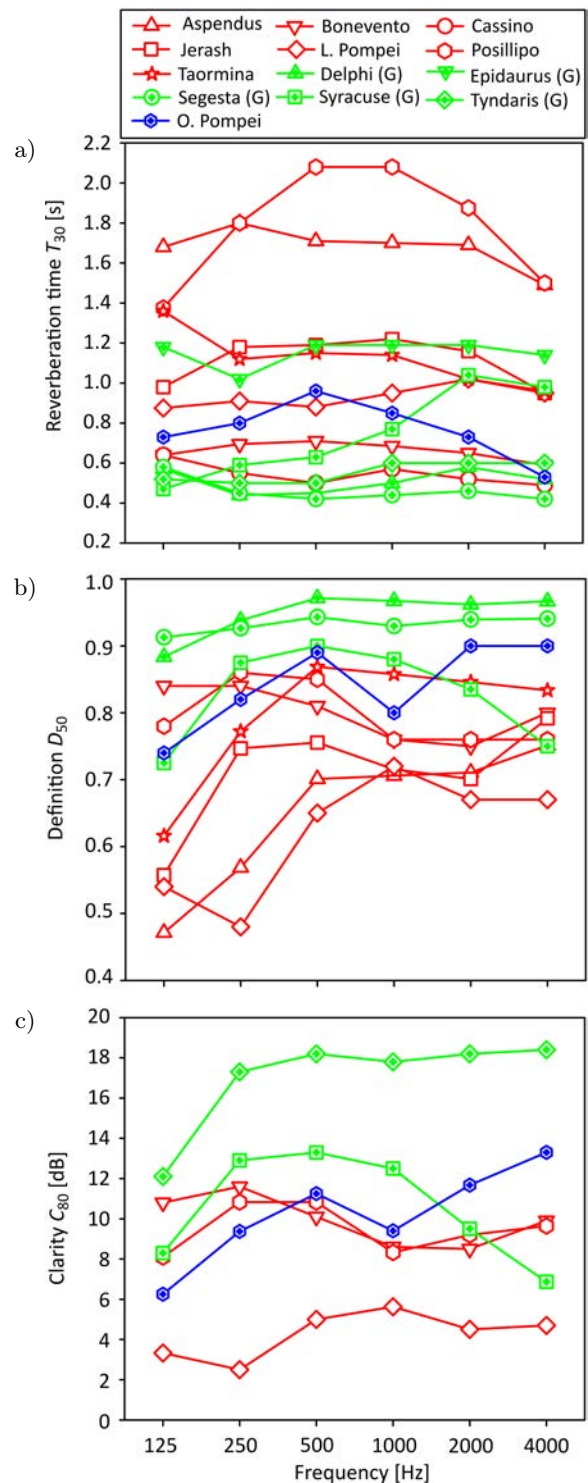 Aspendus Bonevento Cassino
Jerash L. Pompei Posillipo
Taormina Delphi (G) Epidaurus (G)
Segesta (G) Syracuse (G) Tyndaris (G)
O. Pompei
a)
2.2
2.0
1.8
1.6
1.4
1.2
1.0
0.8
0.6
0.4
0.2
Reverberation time T30 [s]
b)
1.0
0.9
0.8
0.7
0.6
0.5
0.4
Definition D50
c)
20
18
16
14
12
10
8
6
4
2
0
Clarity C80 [dB]
125 250 500 1000 2000 4000
Frequency [Hz]